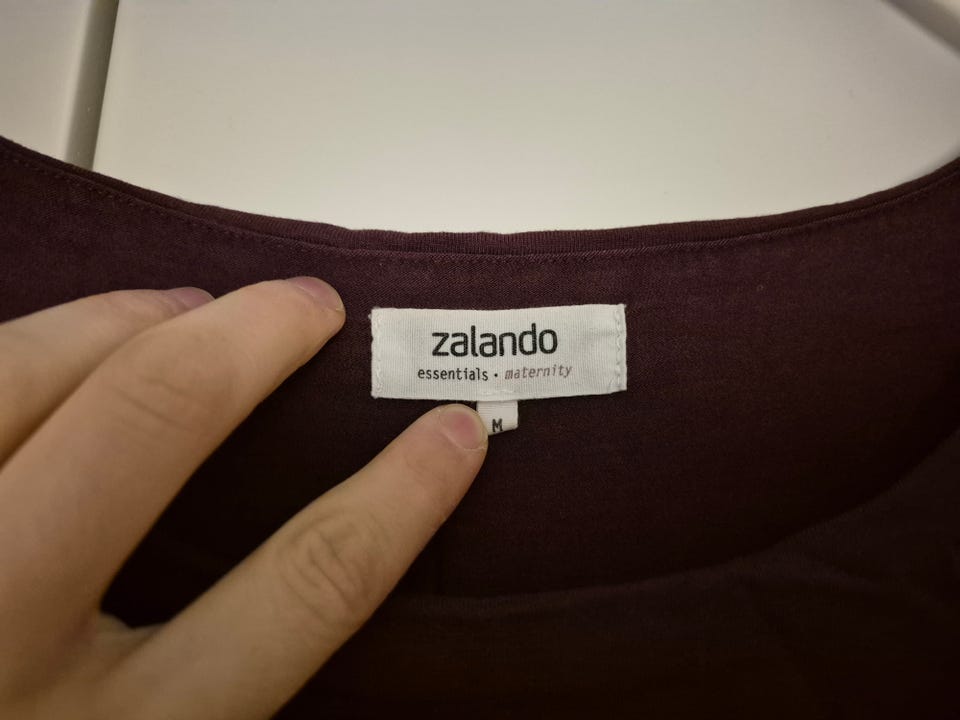 zalando
essentials • maternity
M